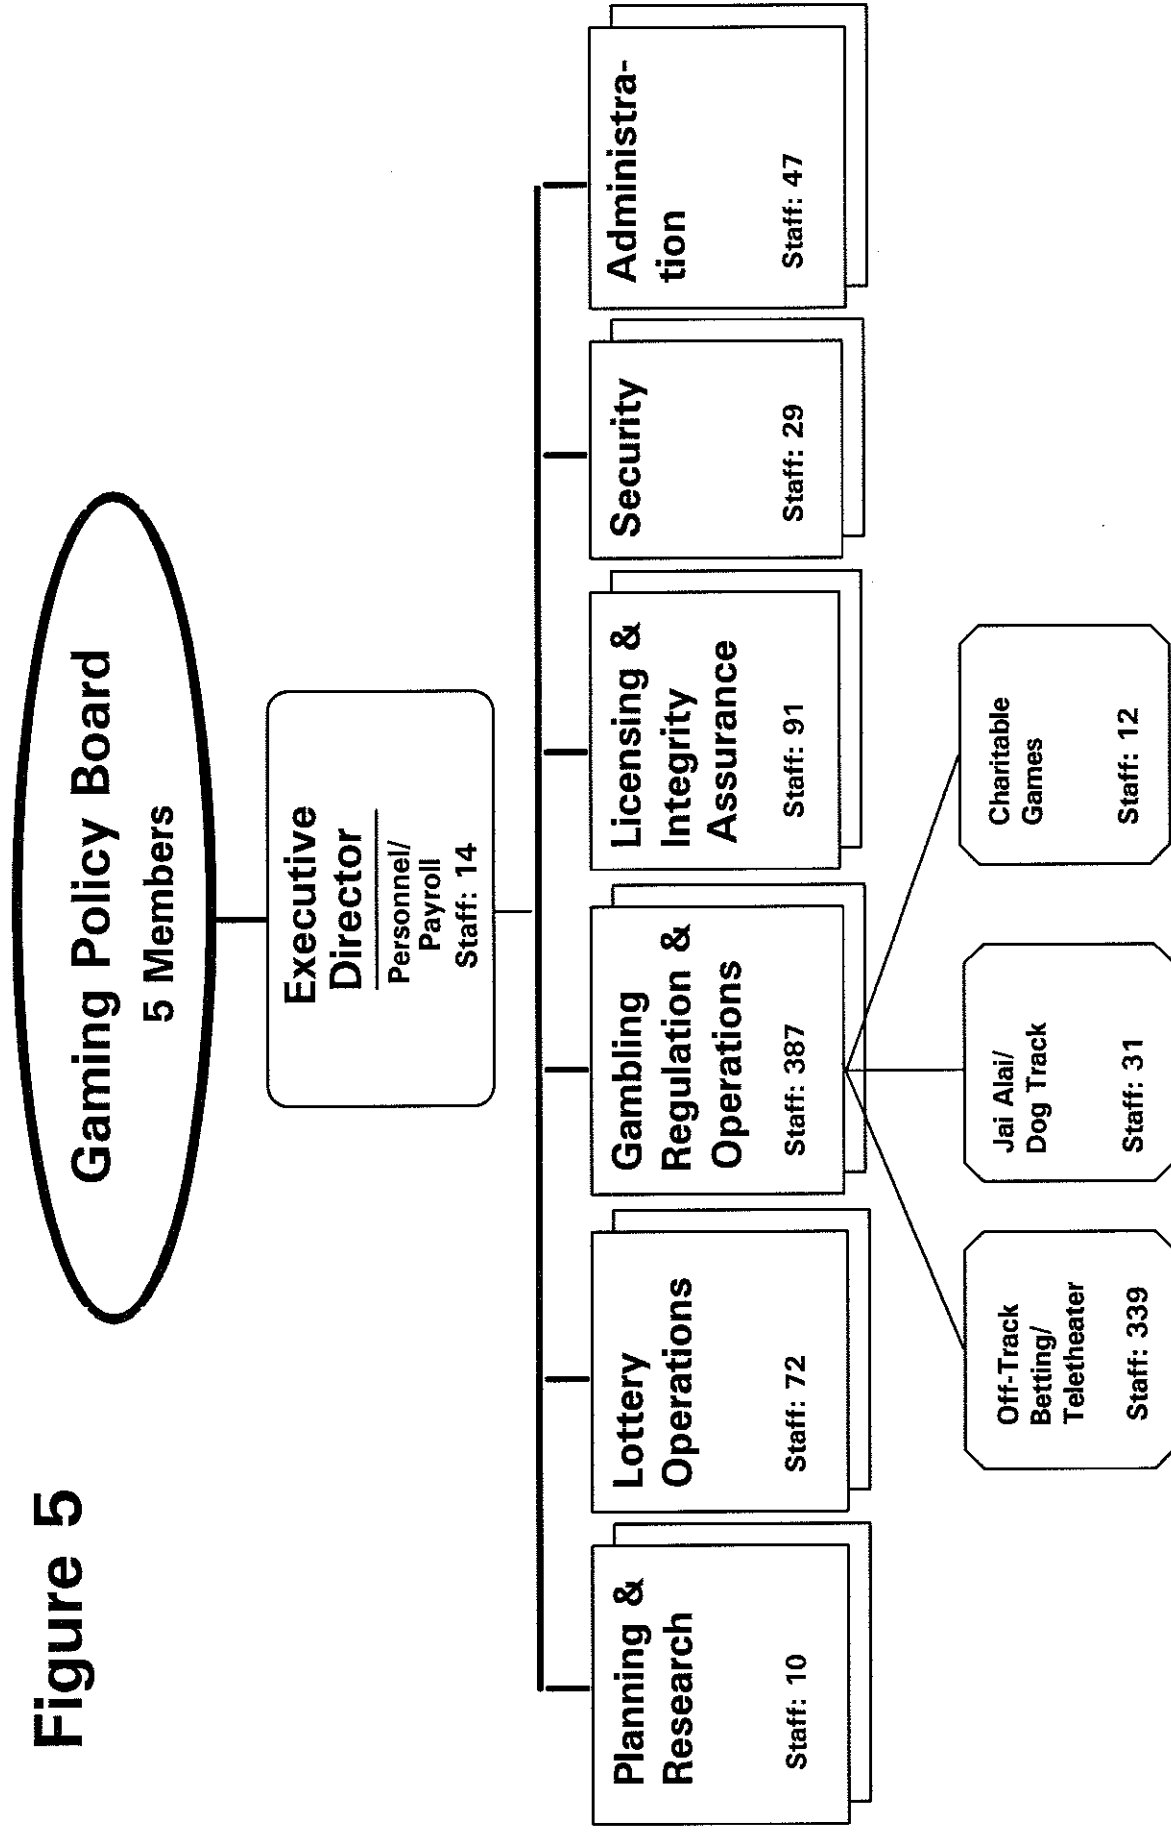 Figure 5
Gaming Policy Board
5 Members
Executive
Director
Personnel/
Payroll
Staff: 14
Planning &
Research
Staff: 10
Lottery
Operations
Staff: 72
Gambling
Regulation &
Operations
Staff: 387
Licensing &
Integrity
Assurance
Staff: 91
Security
Staff: 29
Administra-
tion
Staff: 47
Off-Track
Betting/
Teletheater
Staff: 339
Jai Alai/
Dog Track
Staff: 31
Charitable
Games
Staff: 12